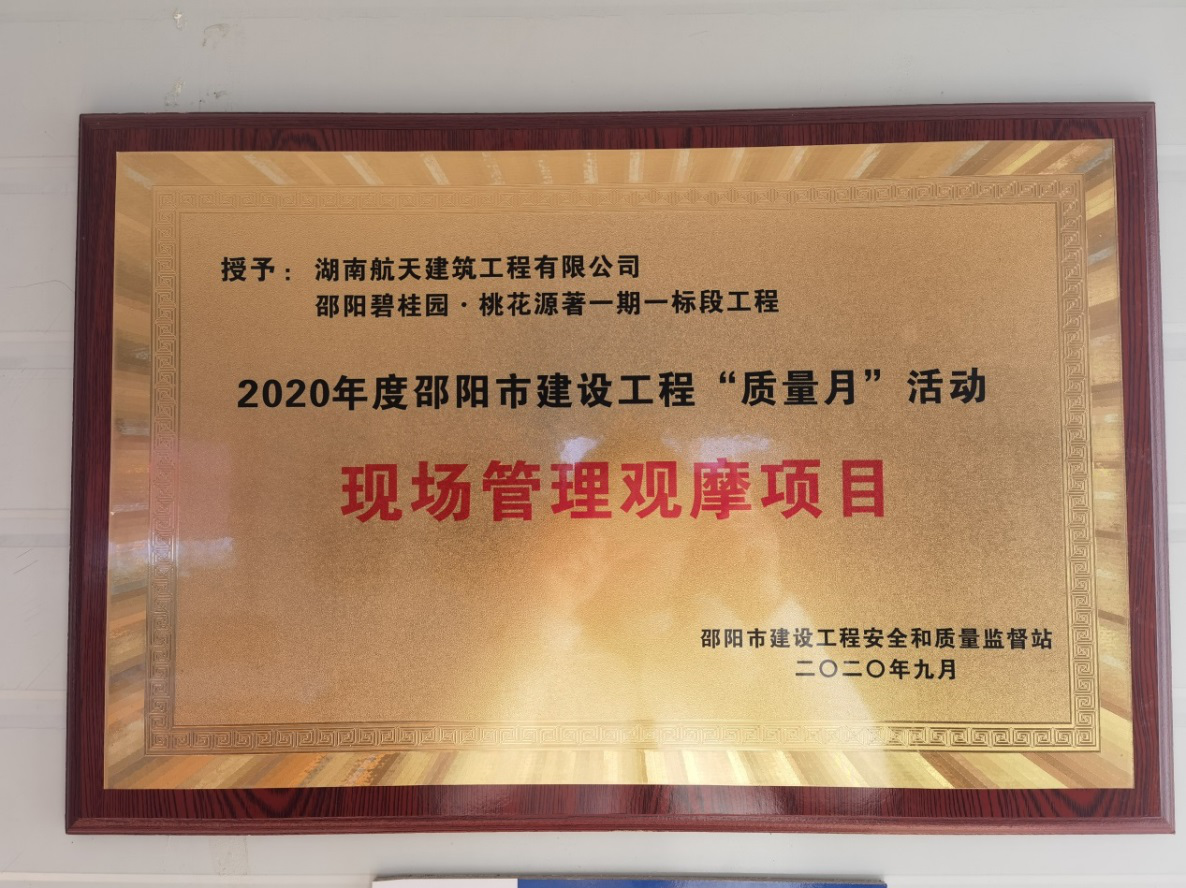 授予：湖南航天建筑工程有限公司
邵阳碧桂园·桃花源著一期一标段工程
2020年度邵阳市建设工程“质量月”活动
现场管理观摩项目
邵阳市建设工程安全和质量监督站
二〇二〇年九月